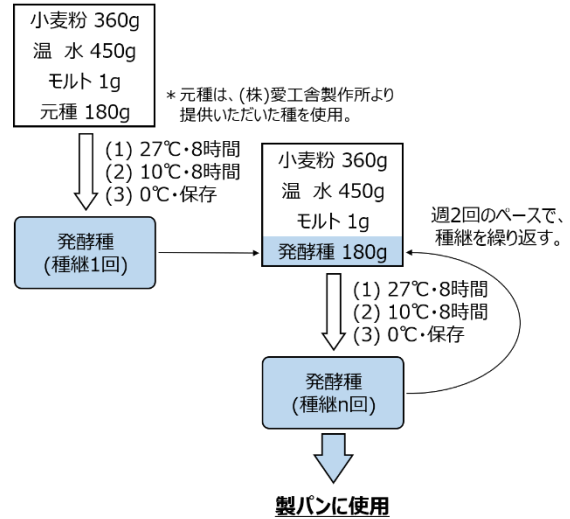 小麦粉 360g
温 水 450g
モルト 1g
元種 180g
＊元種は、(株)愛工舎製作所より
提供いただいた種を使用。
(1) 27℃・8時間
(2) 10℃・8時間
(3) 0℃・保存
発酵種
(種継1回)
小麦粉 360g
温 水 450g
モルト 1g
発酵種 180g
週2回のペースで、
種継を繰り返す。
(1) 27℃・8時間
(2) 10℃・8時間
(3) 0℃・保存
発酵種
(種継n回)
製パンに使用